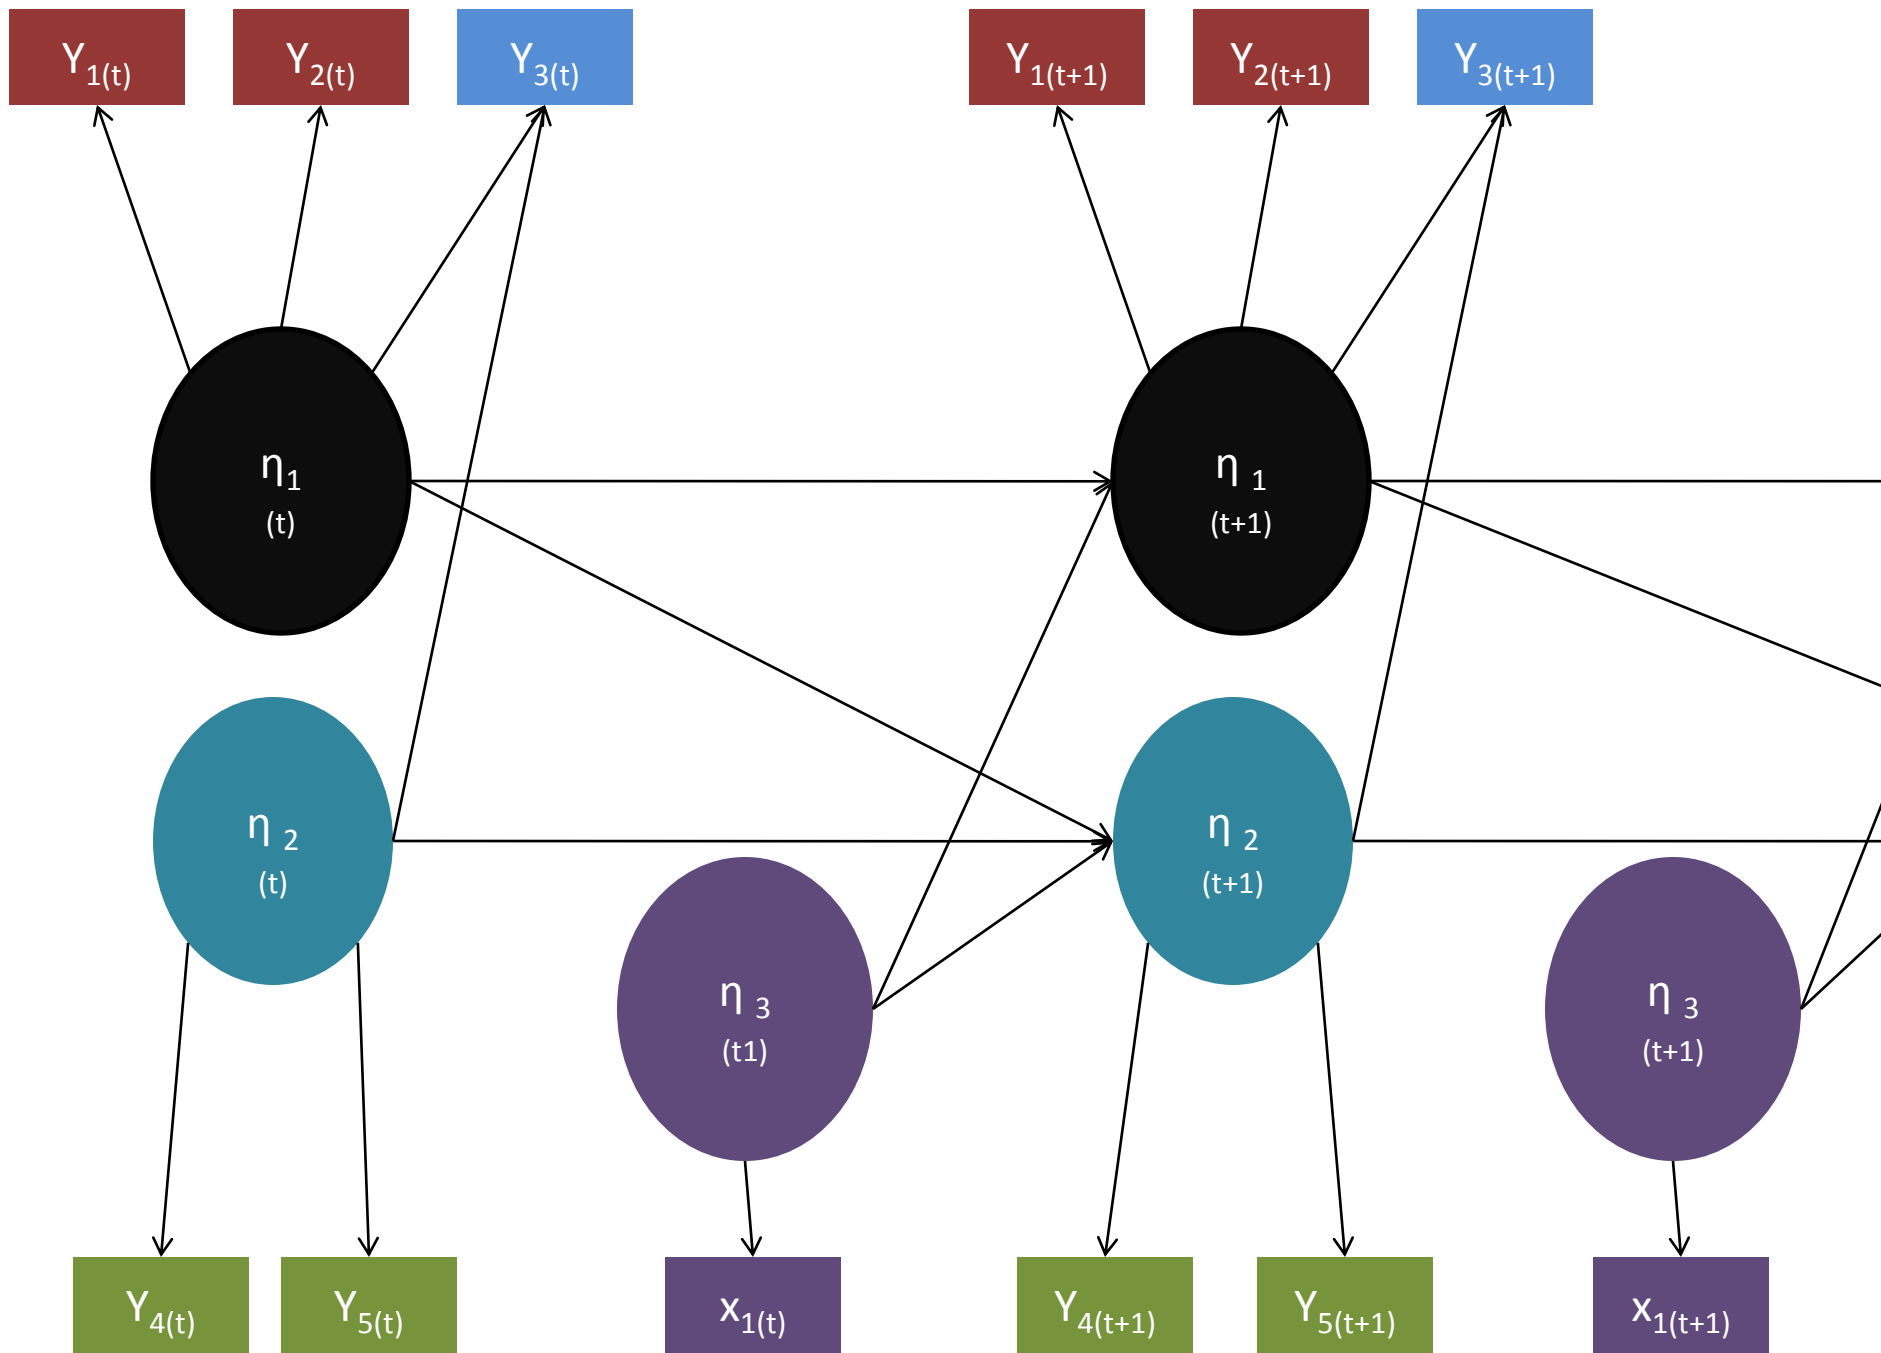 Y1(t)
Y2(t)
Y3(t)
Y1(t+1)
Y2(t+1)
Y3(t+1)
η1
(t)
η 1
(t+1)
η 2
(t)
η 2
(t+1)
η 3
(t1)
η 3
(t+1)
Y4(t)
Y5(t)
x1(t)
Y4(t+1)
Y5(t+1)
x1(t+1)